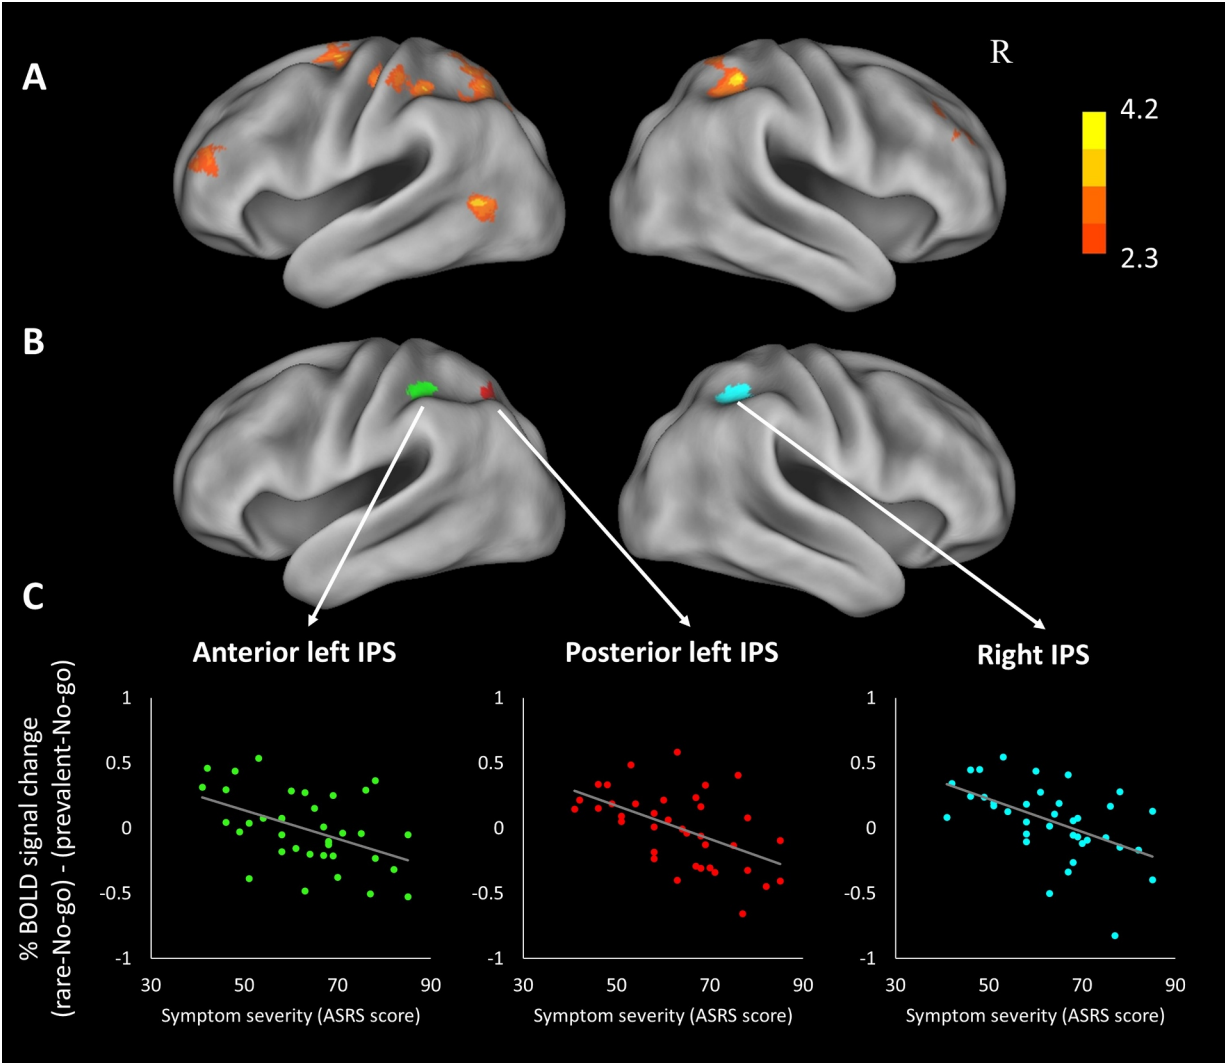 A
R
4.2
2.3
B
C
Anterior left IPS
Posterior left IPS
Right IPS
% BOLD signal change
(rare-No-go) - (prevalent-No-go)
1
0.5
0
-0.5
-1
30 50 70 90
Symptom severity (ASRS score)
1
0.5
0
-0.5
-1
30 50 70 90
Symptom severity (ASRS score)
1
0.5
0
-0.5
-1
30 50 70 90
Symptom severity (ASRS score)